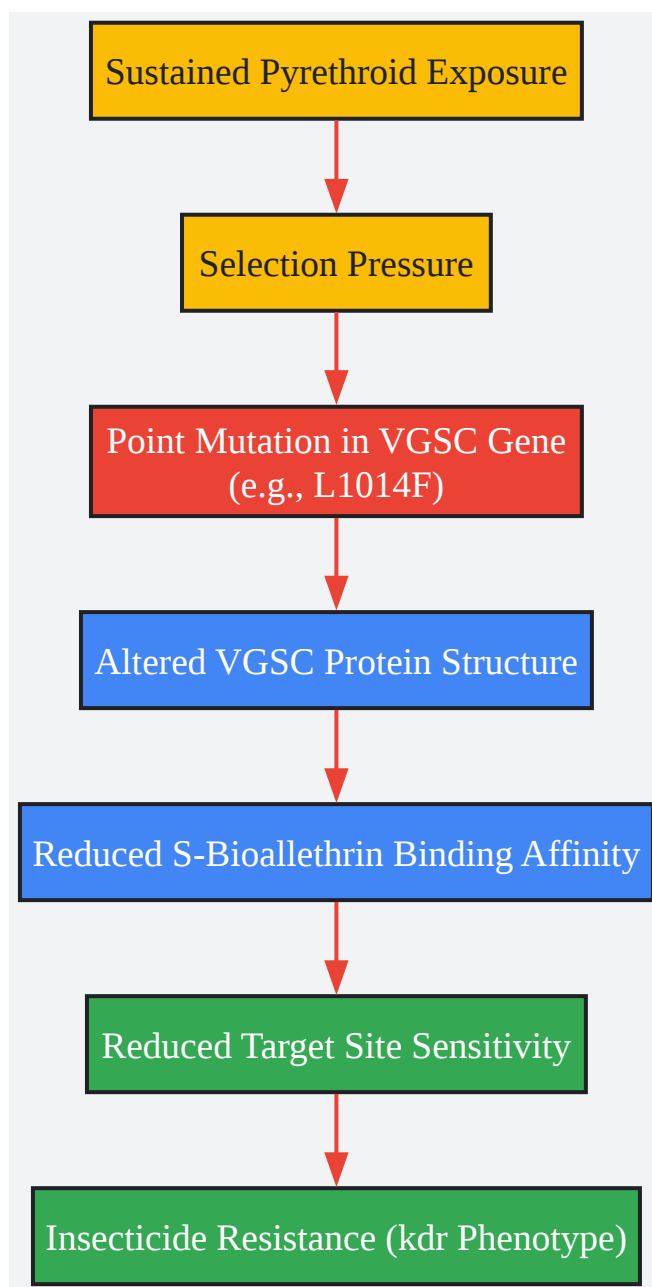 Sustained Pyrethroid Exposure
Selection Pressure
Point Mutation in VGSC Gene
(e.g., L1014F)
Altered VGSC Protein Structure
Reduced S-Bioallethrin Binding Affinity
Reduced Target Site Sensitivity
Insecticide Resistance (kdr Phenotype)